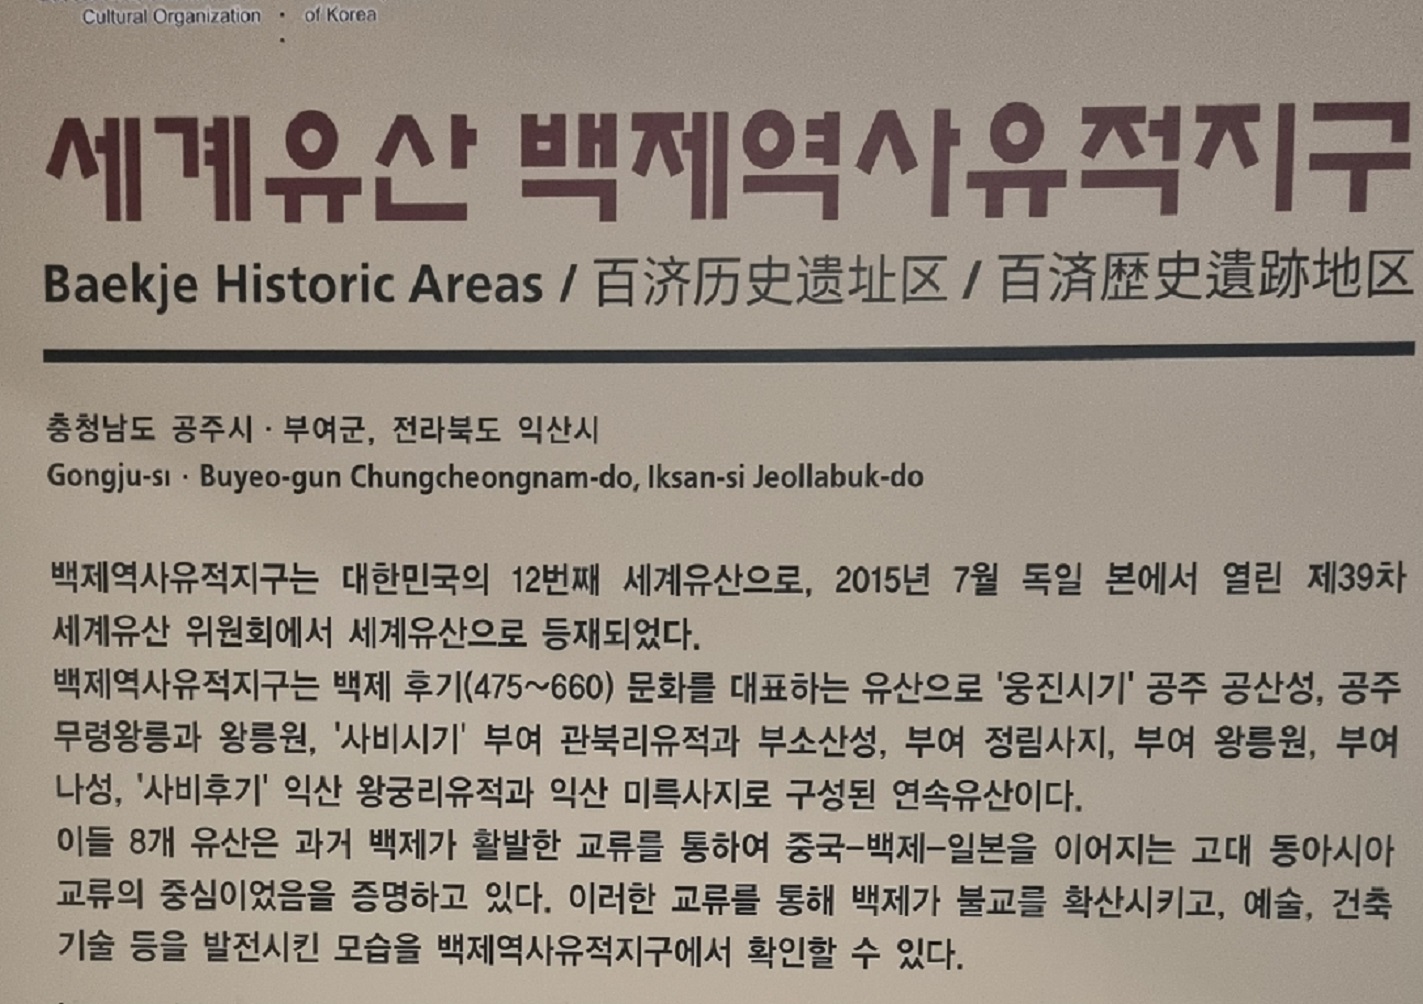 Cultural Organization · of Korea
세계유산 백제역사유적지구
Baekje Historic Areas / 百济历史遗址区 / 百済歴史遺跡地区
충청남도 공주시 · 부여군, 전라북도 익산시
Gongju-si · Buyeo-gun Chungcheongnam-do, Iksan-si Jeollabuk-do
백제역사유적지구는 대한민국의 12번째 세계유산으로, 2015년 7월 독일 본에서 열린 제39차
세계유산 위원회에서 세계유산으로 등재되었다.
백제역사유적지구는 백제 후기(475~660) 문화를 대표하는 유산으로 '웅진시기' 공주 공산성, 공주
무령왕릉과 왕릉원, '사비시기' 부여 관북리유적과 부소산성, 부여 정림사지, 부여 왕릉원, 부여
나성, '사비후기' 익산 왕궁리유적과 익산 미륵사지로 구성된 연속유산이다.
이들 8개 유산은 과거 백제가 활발한 교류를 통하여 중국-백제-일본을 이어지는 고대 동아시아
교류의 중심이었음을 증명하고 있다. 이러한 교류를 통해 백제가 불교를 확산시키고, 예술, 건축
기술 등을 발전시킨 모습을 백제역사유적지구에서 확인할 수 있다.